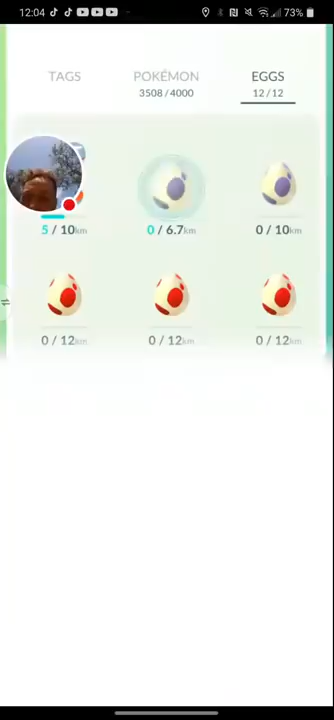 12:04 73%
TAGS POKÉMON EGGS
3508 / 4000 12 / 12
5 / 10km 0 / 6.7km 0 / 10km
0 / 12km 0 / 12km 0 / 12km